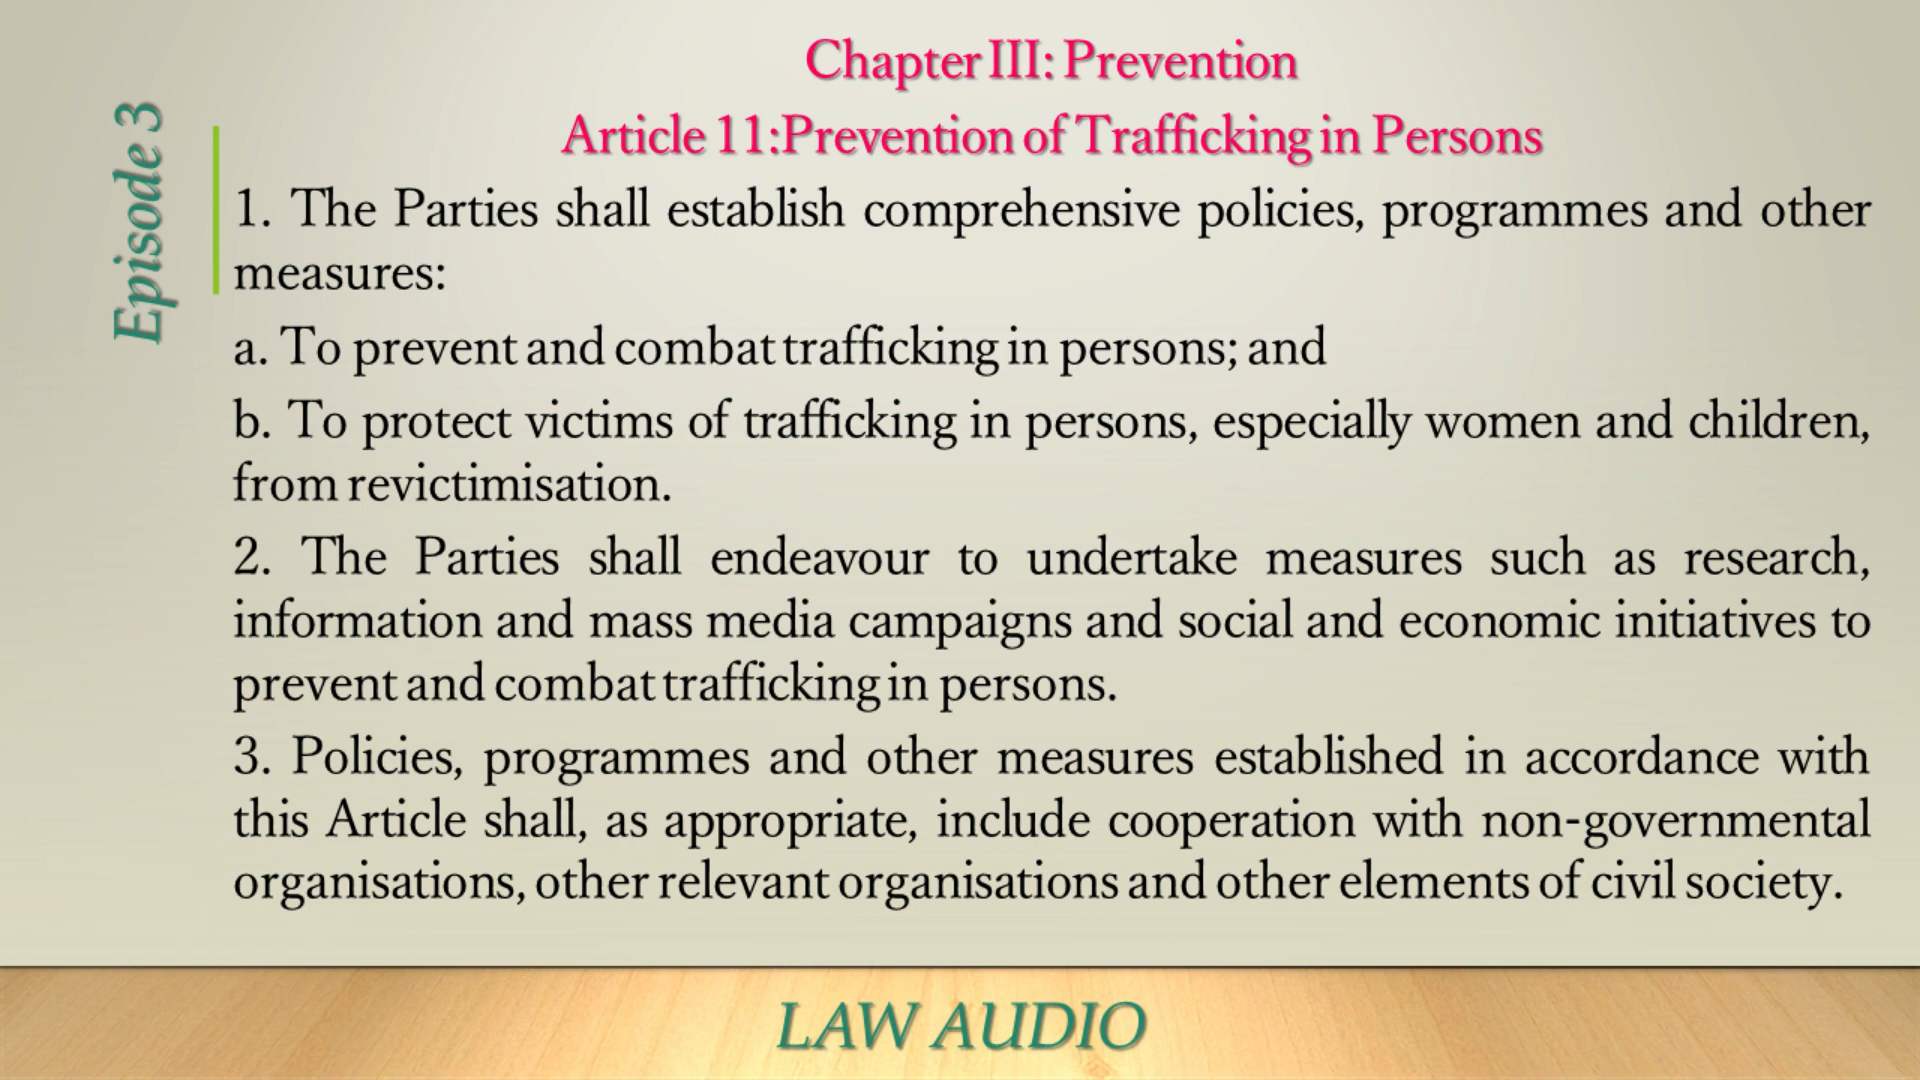 Episode 3
Chapter III: Prevention
Article 11:Prevention of Trafficking in Persons
1. The Parties shall establish comprehensive policies, programmes and other
measures:
a. To prevent and combat trafficking in persons; and
b. To protect victims of trafficking in persons, especially women and children,
from revictimisation.
2. The Parties shall endeavour to undertake measures such as research,
information and mass media campaigns and social and economic initiatives to
prevent and combat trafficking in persons.
3. Policies, programmes and other measures established in accordance with
this Article shall, as appropriate, include cooperation with non-governmental
organisations, other relevant organisations and other elements of civil society.
LAW AUDIO